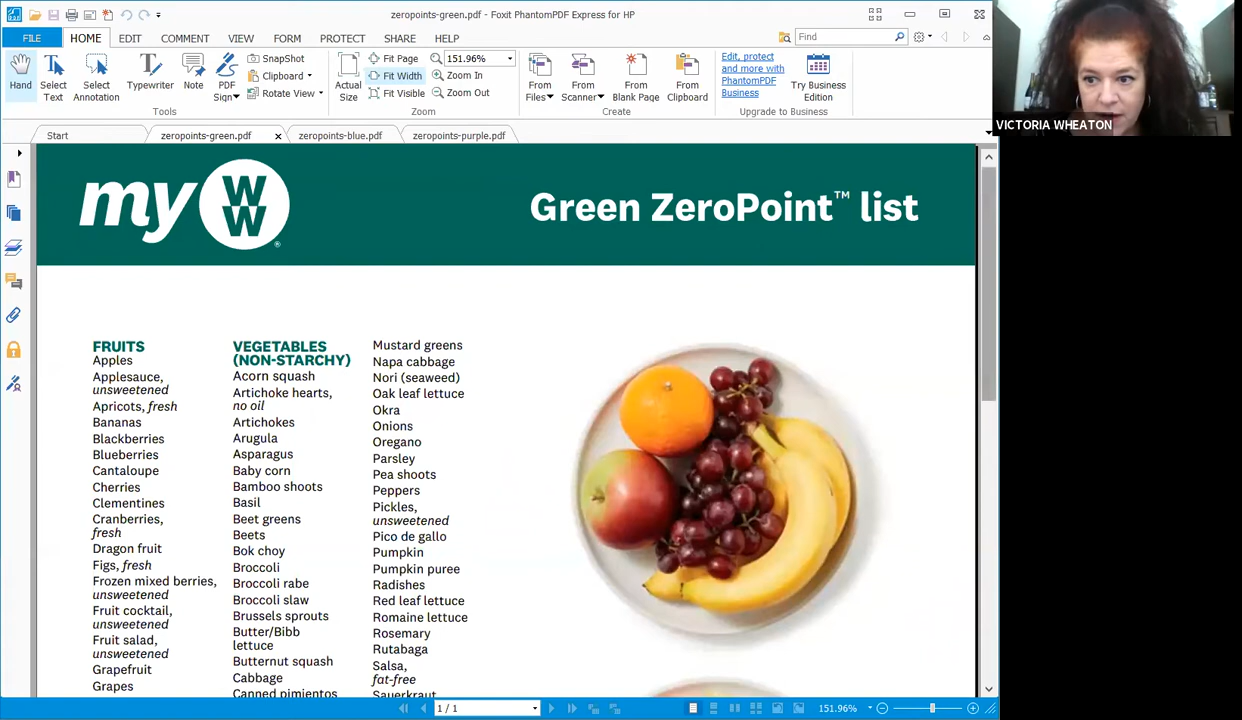 zeropoints-green.pdf - Foxit PhantomPDF Express for HP
FILE HOME EDIT COMMENT VIEW FORM PROTECT SHARE HELP
Find
Hand
Select
Text
Select
Annotation
Typewriter
Note
PDF
Sign
SnapShot
Clipboard
Rotate View
Tools
Actual
Size
Fit Page
Fit Width
Fit Visible
151.96%
Zoom In
Zoom Out
Zoom
From
Files
From
Scanner
From
Blank Page
From
Clipboard
Create
Edit, protect
and more with
PhantomPDF
Business
Try Business
Edition
Upgrade to Business
VICTORIA WHEATON
Start
zeropoints-green.pdf
zeropoints-blue.pdf
zeropoints-purple.pdf
my WW
Green ZeroPoint™ list
FRUITS
Apples
Applesauce,
unsweetened
Apricots, fresh
Bananas
Blackberries
Blueberries
Cantaloupe
Cherries
Clementines
Cranberries,
fresh
Dragon fruit
Figs, fresh
Frozen mixed berries,
unsweetened
Fruit cocktail,
unsweetened
Fruit salad,
unsweetened
Grapefruit
Grapes
VEGETABLES
(NON-STARCHY)
Acorn squash
Artichoke hearts,
no oil
Artichokes
Arugula
Asparagus
Baby corn
Bamboo shoots
Basil
Beet greens
Beets
Bok choy
Broccoli
Broccoli rabe
Broccoli slaw
Brussels sprouts
Butter/Bibb
lettuce
Butternut squash
Cabbage
Canned pimientos
Mustard greens
Napa cabbage
Nori (seaweed)
Oak leaf lettuce
Okra
Onions
Oregano
Parsley
Pea shoots
Peppers
Pickles,
unsweetened
Pico de gallo
Pumpkin
Pumpkin puree
Radishes
Red leaf lettuce
Romaine lettuce
Rosemary
Rutabaga
Salsa,
fat-free
Sauerkraut
1 / 1
151.96%